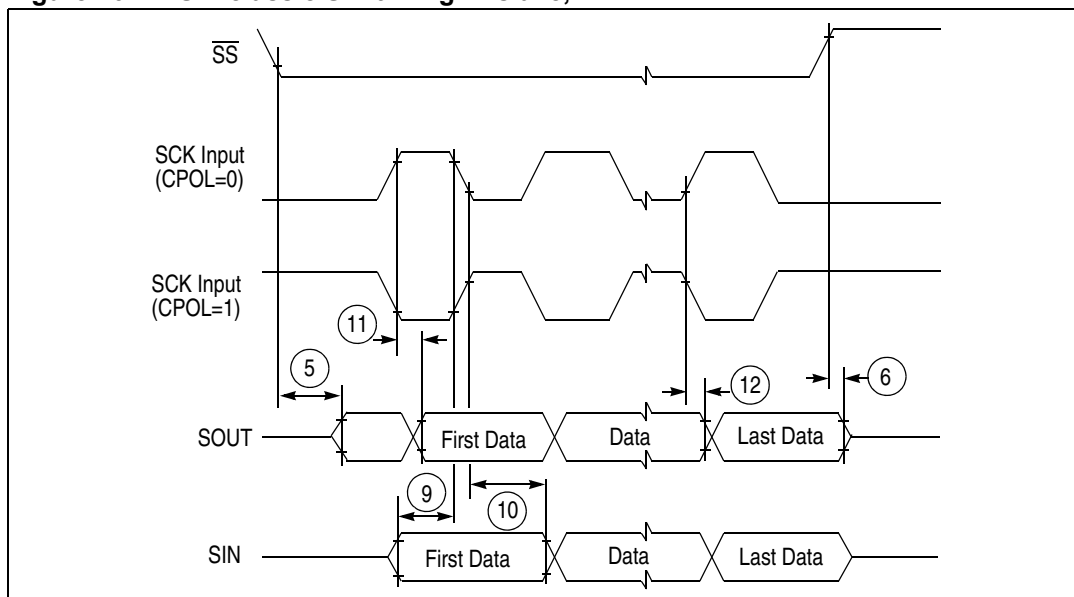 SS
SCK Input
(CPOL=0)
SCK Input
(CPOL=1)
11
5
12
6
SOUT
First Data
Data
Last Data
9
10
SIN
First Data
Data
Last Data